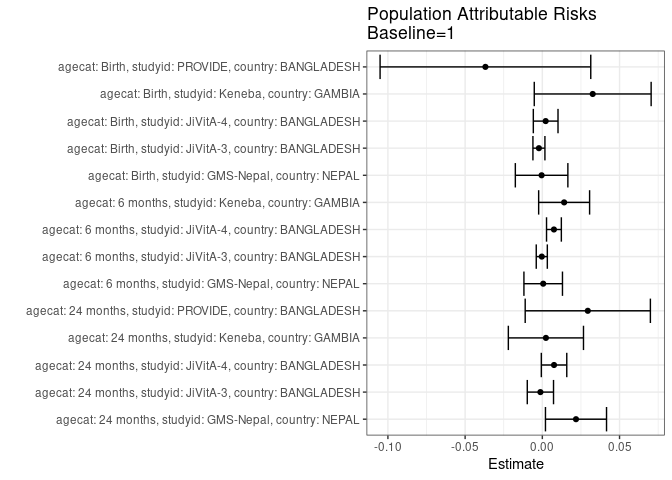 Population Attributable Risks
Baseline=1
agecat: Birth, studyid: PROVIDE, country: BANGLADESH
agecat: Birth, studyid: Keneba, country: GAMBIA
agecat: Birth, studyid: JiVitA-4, country: BANGLADESH
agecat: Birth, studyid: JiVitA-3, country: BANGLADESH
agecat: Birth, studyid: GMS-Nepal, country: NEPAL
agecat: 6 months, studyid: Keneba, country: GAMBIA
agecat: 6 months, studyid: JiVitA-4, country: BANGLADESH
agecat: 6 months, studyid: JiVitA-3, country: BANGLADESH
agecat: 6 months, studyid: GMS-Nepal, country: NEPAL
agecat: 24 months, studyid: PROVIDE, country: BANGLADESH
agecat: 24 months, studyid: Keneba, country: GAMBIA
agecat: 24 months, studyid: JiVitA-4, country: BANGLADESH
agecat: 24 months, studyid: JiVitA-3, country: BANGLADESH
agecat: 24 months, studyid: GMS-Nepal, country: NEPAL
-0.10 -0.05 0.00 0.05
Estimate